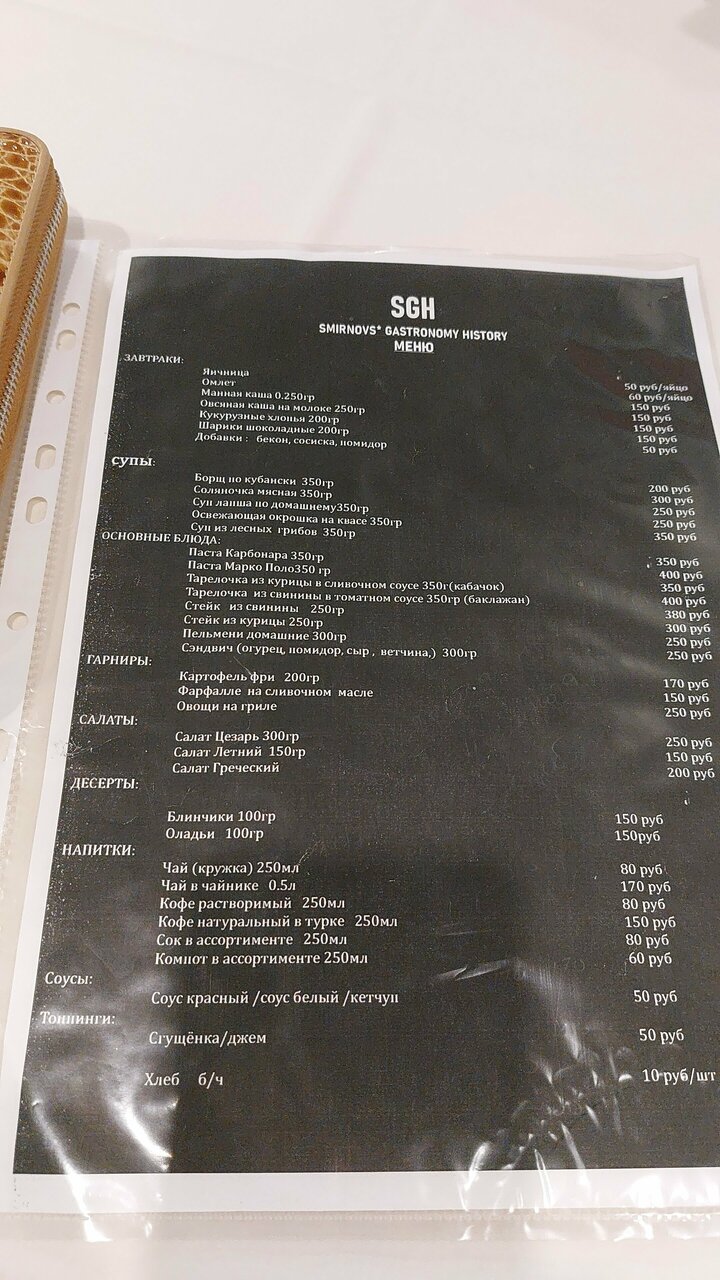 SGH
SMIRNOVS* GASTRONOMY HISTORY
МЕНЮ
ЗАВТРАКИ:
Яичница 50 руб/яйцо
Омлет 60 руб/яйцо
Манная каша 0.250гр 150 руб
Овсяная каша на молоке 250гр 150 руб
Кукурузные хлопья 200гр 150 руб
Шарики шоколадные 200гр 150 руб
Добавки : бекон, сосиска, помидор 50 руб
СУПЫ:
Борщ по кубански 350гр 200 руб
Соляночка мясная 350гр 300 руб
Суп лапша по домашнему350гр 250 руб
Освежающая окрошка на квасе 350гр 250 руб
Суп из лесных грибов 350гр 350 руб
ОСНОВНЫЕ БЛЮДА:
Паста Карбонара 350гр 350 руб
Паста Марко Поло350 гр 400 руб
Тарелочка из курицы в сливочном соусе 350г(кабачок) 350 руб
Тарелочка из свинины в томатном соусе 350гр (баклажан) 400 руб
Стейк из свинины 250гр 380 руб
Стейк из курицы 250гр 300 руб
Пельмени домашние 300гр 250 руб
Сэндвич (огурец, помидор, сыр , ветчина,) 300гр 250 руб
ГАРНИРЫ:
Картофель фри 200гр 170 руб
Фарфалле на сливочном масле 150 руб
Овощи на гриле 250 руб
САЛАТЫ:
Салат Цезарь 300гр 250 руб
Салат Летний 150гр 150 руб
Салат Греческий 200 руб
ДЕСЕРТЫ:
Блинчики 100гр 150 руб
Оладьи 100гр 150руб
НАПИТКИ:
Чай (кружка) 250мл 80 руб
Чай в чайнике 0.5л 170 руб
Кофе растворимый 250мл 80 руб
Кофе натуральный в турке 250мл 150 руб
Сок в ассортименте 250мл 80 руб
Компот в ассортименте 250мл 60 руб
Соусы:
Соус красный /соус белый /кетчуп 50 руб
Топпинги:
Сгущёнка/джем 50 руб
Хлеб б/ч 10 руб/шт